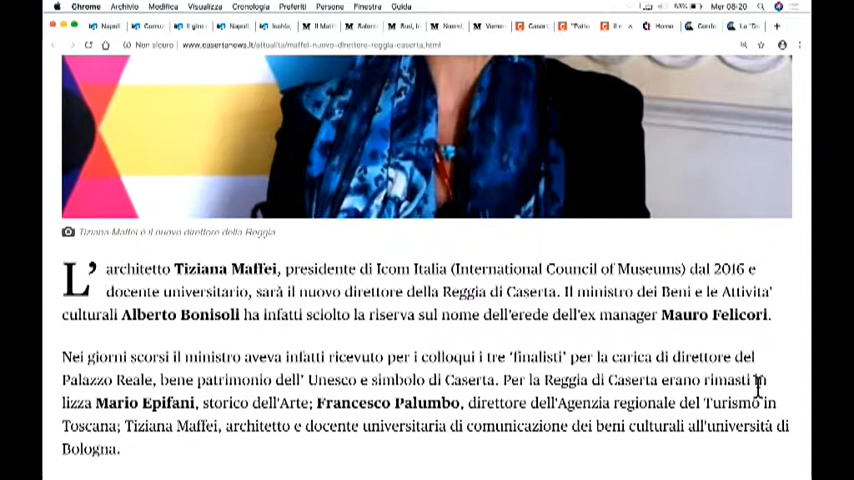 Chrome Archivio Modifica Visualizza Cronologia Preferiti Persone Finestra Guida Mer 08:20
Non sicuro www.casertanews.it/attualita/maffei-nuovo-direttore-reggia-caserta.html
Tiziana Maffei è il nuovo direttore della Reggia
L' architetto Tiziana Maffei, presidente di Icom Italia (International Council of Museums) dal 2016 e
docente universitario, sarà il nuovo direttore della Reggia di Caserta. Il ministro dei Beni e le Attivita'
culturali Alberto Bonisoli ha infatti sciolto la riserva sul nome dell'erede dell'ex manager Mauro Felicori.
Nei giorni scorsi il ministro aveva infatti ricevuto per i colloqui i tre 'finalisti' per la carica di direttore del
Palazzo Reale, bene patrimonio dell' Unesco e simbolo di Caserta. Per la Reggia di Caserta erano rimasti in
lizza Mario Epifani, storico dell'Arte; Francesco Palumbo, direttore dell'Agenzia regionale del Turismo in
Toscana; Tiziana Maffei, architetto e docente universitaria di comunicazione dei beni culturali all'università di
Bologna.